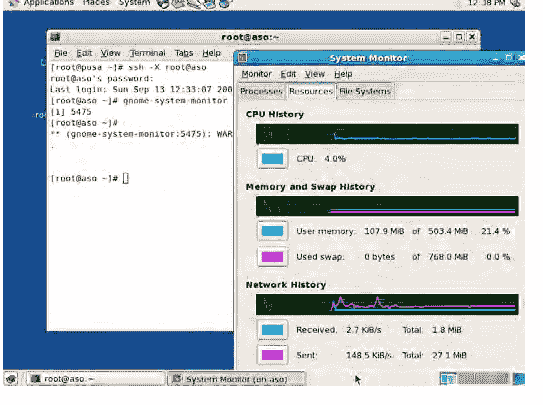 Applications Places System
12:38 PM
root@aso:~
File Edit View Terminal Tabs Help
[root@pusa ~]# ssh -X root@aso
root@aso's password:
Last login: Sun Sep 13 12:33:07 200
[root@aso ~]# gnome-system-monitor
[1] 5475
[root@aso ~]#
** (gnome-system-monitor:5475): WAR
.
[root@aso ~]#
System Monitor
Monitor Edit View Help
Processes Resources File Systems
CPU History
CPU: 4.0%
Memory and Swap History
User memory: 107.9 MiB of 503.4 MiB 21.4 %
Used swap: 0 bytes of 768.0 MiB 0.0 %
Network History
Received: 2.7 KiB/s Total: 1.8 MiB
Sent: 148.5 KiB/s Total: 27.1 MiB
root@aso:~
System Monitor (on aso)